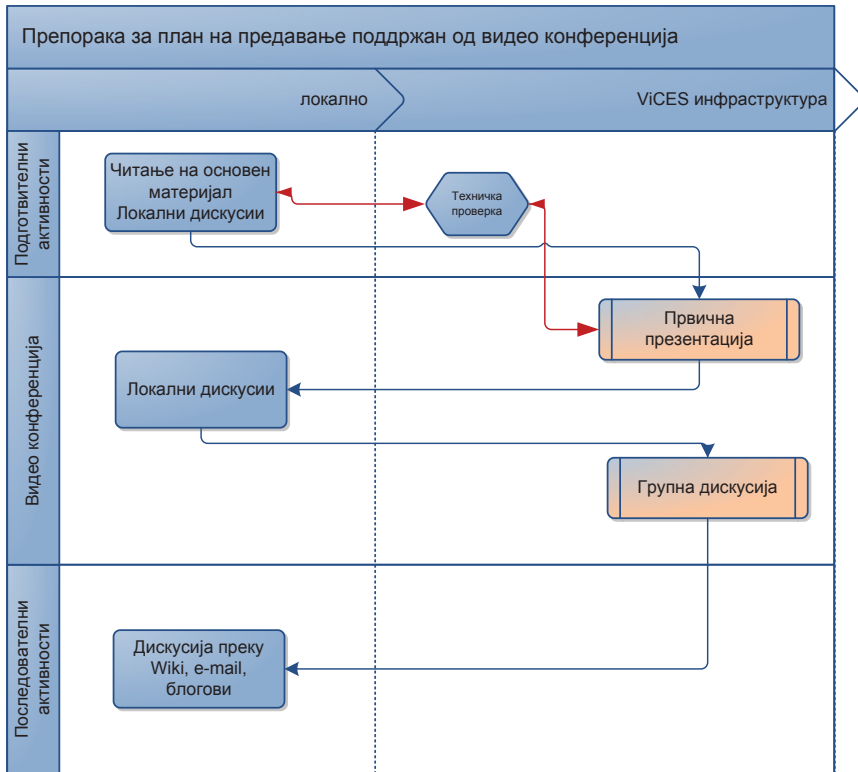 Препорака за план на предавање поддржан од видео конференција
локално
ViCES инфраструктура
Подготвителни
активности
Читање на основен
материјал
Локални дискусии
Техничка
проверка
Видео конференција
Првична
презентација
Локални дискусии
Групна дискусија
Последователни
активности
Дискусија преку
Wiki, e-mail,
блогови